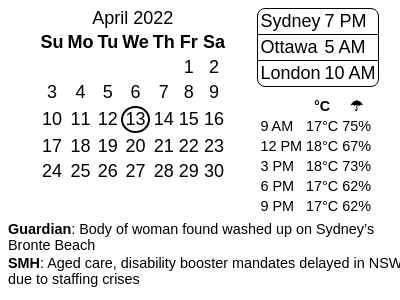 April 2022
Su Mo Tu We Th Fr Sa
1 2
3 4 5 6 7 8 9
10 11 12 13 14 15 16
17 18 19 20 21 22 23
24 25 26 27 28 29 30
Sydney 7 PM
Ottawa 5 AM
London 10 AM
°C ☂
9 AM 17°C 75%
12 PM 18°C 67%
3 PM 18°C 73%
6 PM 17°C 62%
9 PM 17°C 62%
Guardian: Body of woman found washed up on Sydney’s
Bronte Beach
SMH: Aged care, disability booster mandates delayed in NSW
due to staffing crises